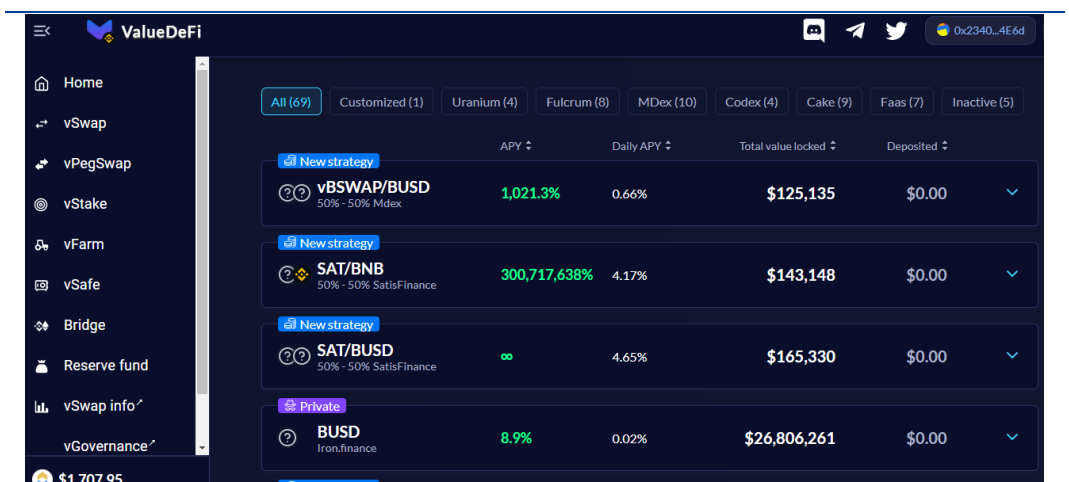 ValueDeFi
0x2340...4E6d
Home
vSwap
vPegSwap
vStake
vFarm
vSafe
Bridge
Reserve fund
vSwap info
vGovernance
$1,707.95
All (69) Customized (1) Uranium (4) Fulcrum (8) MDex (10) Codex (4) Cake (9) Faas (7) Inactive (5)
APY Daily APY Total value locked Deposited
New strategy
vBSWAP/BUSD 1,021.3% 0.66% $125,135 $0.00
50% - 50% Mdex
New strategy
SAT/BNB 300,717,638% 4.17% $143,148 $0.00
50% - 50% SatisFinance
New strategy
SAT/BUSD ∞ 4.65% $165,330 $0.00
50% - 50% SatisFinance
Private
BUSD 8.9% 0.02% $26,806,261 $0.00
Iron.finance